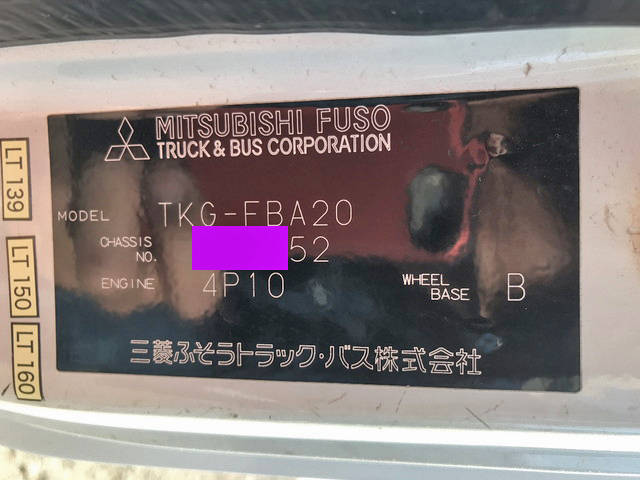 MITSUBISHI FUSO
TRUCK & BUS CORPORATION
MODEL TKG-FBA20
CHASSIS NO. 52
ENGINE 4P10 WHEEL BASE B
三菱ふそうトラック・バス株式会社
LT 139
LT 150
LT 160